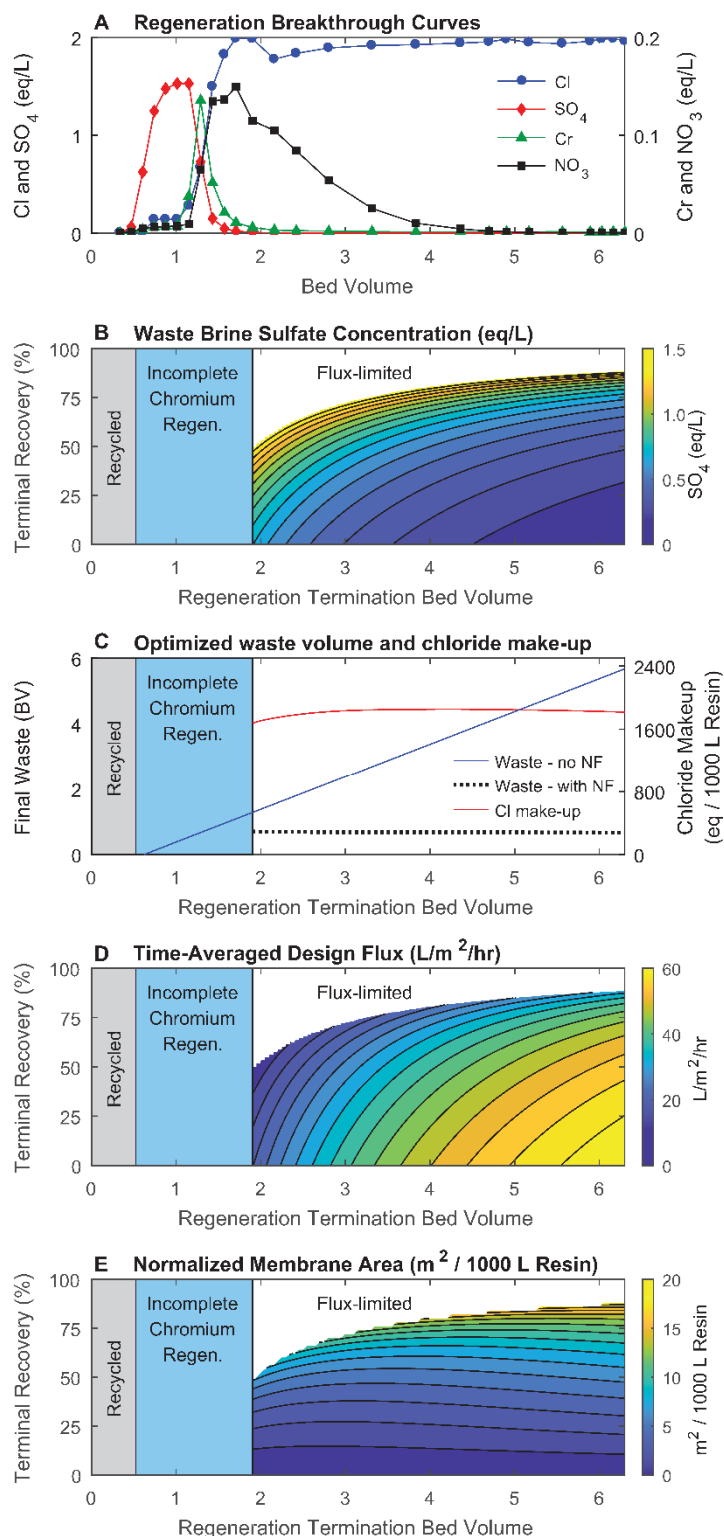 A Regeneration Breakthrough Curves
Cl and SO4 (eq/L)
2
1
0
0.2
0.1
0
Cr and NO3 (eq/L)
Cl
SO4
Cr
NO3
0 1 2 3 4 5 6
Bed Volume
B Waste Brine Sulfate Concentration (eq/L)
Terminal Recovery (%)
100
75
50
25
0
Recycled
Incomplete
Chromium
Regen.
Flux-limited
1.5
1.0
0.5
0
SO4 (eq/L)
0 1 2 3 4 5 6
Regeneration Termination Bed Volume
C Optimized waste volume and chloride make-up
Final Waste (BV)
6
4
2
0
Recycled
Incomplete
Chromium
Regen.
Waste - no NF
Waste - with NF
Cl make-up
2400
1600
800
0
Chloride Makeup
(eq / 1000 L Resin)
0 1 2 3 4 5 6
Regeneration Termination Bed Volume
D Time-Averaged Design Flux (L/m2/hr)
Terminal Recovery (%)
100
75
50
25
0
Recycled
Incomplete
Chromium
Regen.
Flux-limited
60
40
20
0
L/m2/hr
0 1 2 3 4 5 6
Regeneration Termination Bed Volume
E Normalized Membrane Area (m2 / 1000 L Resin)
Terminal Recovery (%)
100
75
50
25
0
Recycled
Incomplete
Chromium
Regen.
Flux-limited
20
15
10
5
0
m2 / 1000 L Resin
0 1 2 3 4 5 6
Regeneration Termination Bed Volume